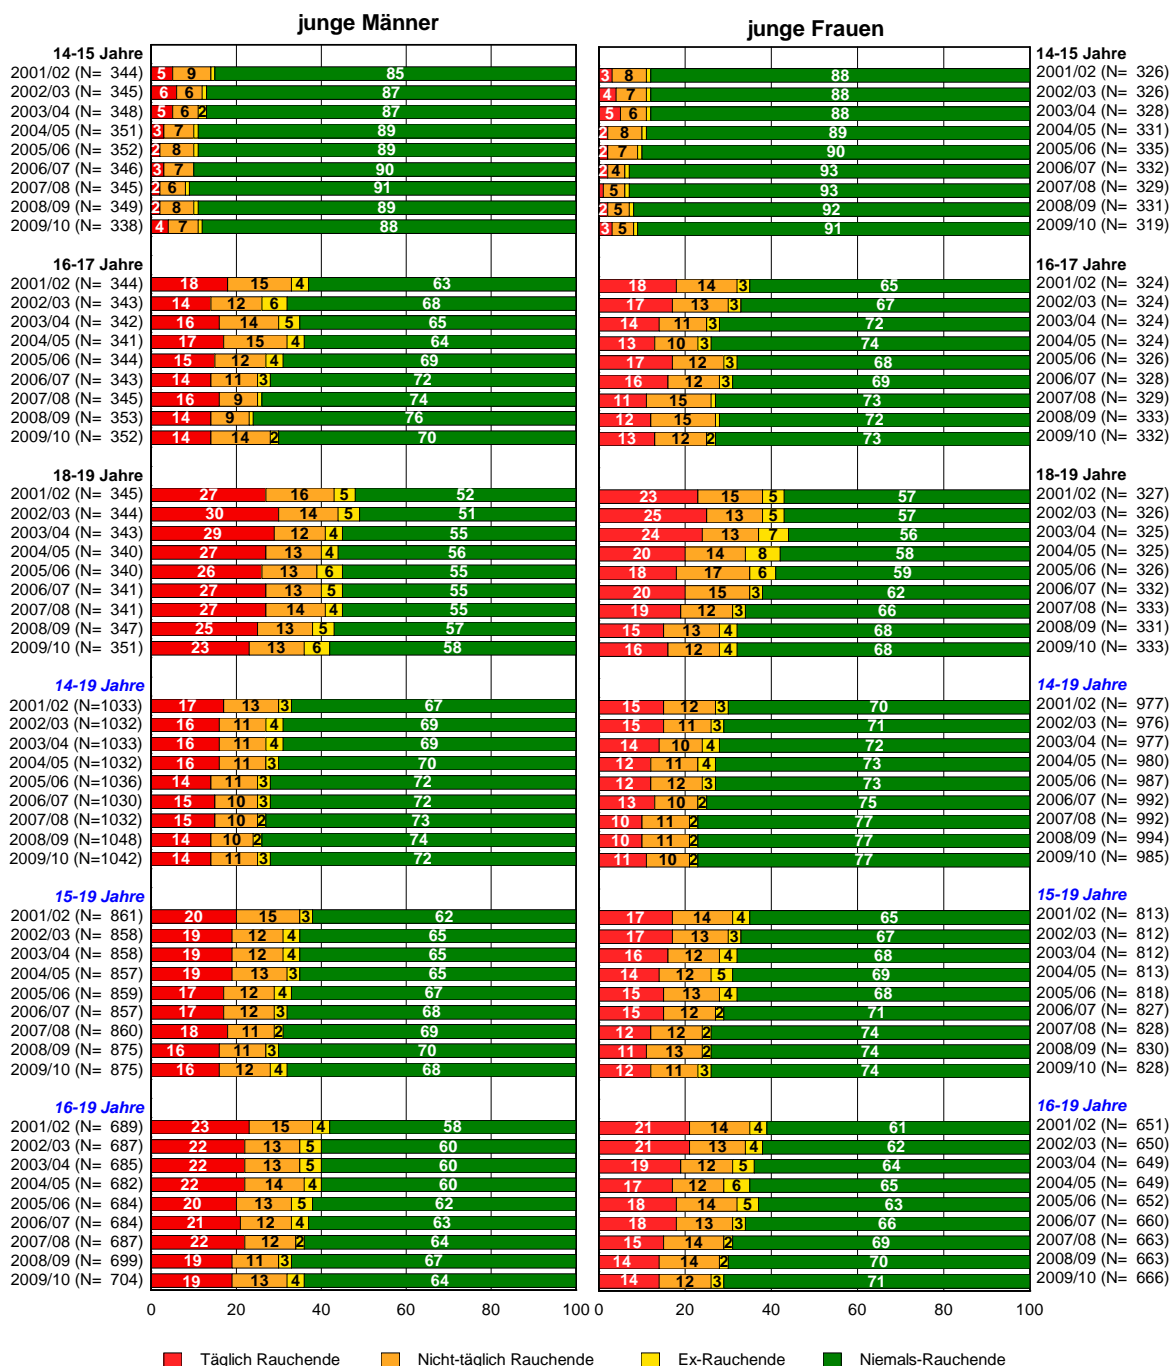 junge Männer
junge Frauen
14-15 Jahre
14-15 Jahre
2001/02 (N= 344) 5 9 85
88 8 3 2001/02 (N= 326)
2002/03 (N= 345) 6 6 87
4 7 88 2002/03 (N= 326)
2003/04 (N= 348) 5 6 2 87
5 6 88 2003/04 (N= 328)
2004/05 (N= 351) 3 7 89
2 8 89 2004/05 (N= 331)
2005/06 (N= 352) 2 8 89
2 7 90 2005/06 (N= 335)
2006/07 (N= 346) 3 7 90
2 4 93 2006/07 (N= 332)
2007/08 (N= 345) 2 6 91
5 93 2007/08 (N= 329)
2008/09 (N= 349) 2 8 89
2 5 92 2008/09 (N= 331)
2009/10 (N= 338) 4 7 88
3 5 91 2009/10 (N= 319)
16-17 Jahre
16-17 Jahre
2001/02 (N= 344) 18 15 4 63
18 14 3 65 2001/02 (N= 324)
2002/03 (N= 343) 14 12 6 68
17 13 3 67 2002/03 (N= 324)
2003/04 (N= 342) 16 14 5 65
14 11 3 72 2003/04 (N= 324)
2004/05 (N= 341) 17 15 4 64
13 10 3 74 2004/05 (N= 324)
2005/06 (N= 344) 15 12 4 69
17 12 3 68 2005/06 (N= 326)
2006/07 (N= 343) 14 11 3 72
16 12 3 69 2006/07 (N= 328)
2007/08 (N= 345) 16 9 74
11 15 73 2007/08 (N= 329)
2008/09 (N= 353) 14 9 76
12 15 72 2008/09 (N= 333)
2009/10 (N= 352) 14 14 2 70
13 12 2 73 2009/10 (N= 332)
18-19 Jahre
18-19 Jahre
2001/02 (N= 345) 27 16 5 52
23 15 5 57 2001/02 (N= 327)
2002/03 (N= 344) 30 14 5 51
25 13 5 57 2002/03 (N= 326)
2003/04 (N= 343) 29 12 4 55
24 13 7 56 2003/04 (N= 325)
2004/05 (N= 340) 27 13 4 56
20 14 8 58 2004/05 (N= 325)
2005/06 (N= 340) 26 13 6 55
18 17 6 59 2005/06 (N= 326)
2006/07 (N= 341) 27 13 5 55
20 15 3 62 2006/07 (N= 332)
2007/08 (N= 341) 27 14 4 55
19 12 3 66 2007/08 (N= 333)
2008/09 (N= 347) 25 13 5 57
15 13 4 68 2008/09 (N= 331)
2009/10 (N= 351) 23 13 6 58
16 12 4 68 2009/10 (N= 333)
14-19 Jahre
14-19 Jahre
2001/02 (N=1033) 17 13 3 67
15 12 3 70 2001/02 (N= 977)
2002/03 (N=1032) 16 11 4 69
15 11 3 71 2002/03 (N= 976)
2003/04 (N=1033) 16 11 4 69
14 10 4 72 2003/04 (N= 977)
2004/05 (N=1032) 16 11 3 70
12 11 4 73 2004/05 (N= 980)
2005/06 (N=1036) 14 11 3 72
12 12 3 73 2005/06 (N= 987)
2006/07 (N=1030) 15 10 3 72
13 10 2 75 2006/07 (N= 992)
2007/08 (N=1032) 15 10 2 73
10 11 2 77 2007/08 (N= 992)
2008/09 (N=1048) 14 10 2 74
10 11 2 77 2008/09 (N= 994)
2009/10 (N=1042) 14 11 3 72
11 10 2 77 2009/10 (N= 985)
15-19 Jahre
15-19 Jahre
2001/02 (N= 861) 20 15 3 62
17 14 4 65 2001/02 (N= 813)
2002/03 (N= 858) 19 12 4 65
17 13 3 67 2002/03 (N= 812)
2003/04 (N= 858) 19 12 4 65
16 12 4 68 2003/04 (N= 812)
2004/05 (N= 857) 19 13 3 65
14 12 5 69 2004/05 (N= 813)
2005/06 (N= 859) 17 12 4 67
15 13 4 68 2005/06 (N= 818)
2006/07 (N= 857) 17 12 3 68
15 12 2 71 2006/07 (N= 827)
2007/08 (N= 860) 18 11 2 69
12 12 2 74 2007/08 (N= 828)
2008/09 (N= 875) 16 11 3 70
11 13 2 74 2008/09 (N= 830)
2009/10 (N= 875) 16 12 4 68
12 11 3 74 2009/10 (N= 828)
16-19 Jahre
16-19 Jahre
2001/02 (N= 689) 23 15 4 58
21 14 4 61 2001/02 (N= 651)
2002/03 (N= 687) 22 13 5 60
21 13 4 62 2002/03 (N= 650)
2003/04 (N= 685) 22 13 5 60
19 12 5 64 2003/04 (N= 649)
2004/05 (N= 682) 22 14 4 60
17 12 6 65 2004/05 (N= 649)
2005/06 (N= 684) 20 13 5 62
18 14 5 63 2005/06 (N= 652)
2006/07 (N= 684) 21 12 4 63
18 13 3 66 2006/07 (N= 660)
2007/08 (N= 687) 22 12 2 64
15 14 2 69 2007/08 (N= 663)
2008/09 (N= 699) 19 11 3 67
14 14 2 70 2008/09 (N= 663)
2009/10 (N= 704) 19 13 4 64
14 12 3 71 2009/10 (N= 666)
0 20 40 60 80 100
0 20 40 60 80 100
Täglich Rauchende Nicht-täglich Rauchende Ex-Rauchende Niemals-Rauchende